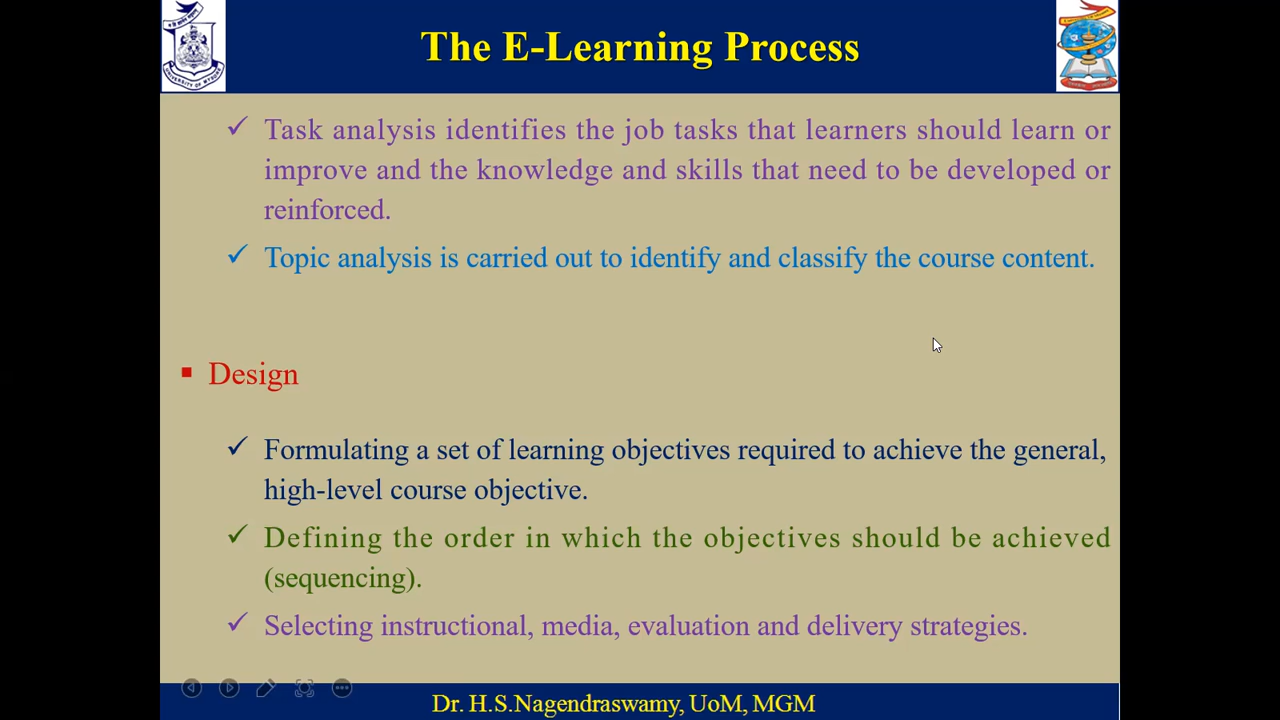 The E-Learning Process
✓ Task analysis identifies the job tasks that learners should learn or
improve and the knowledge and skills that need to be developed or
reinforced.
✓ Topic analysis is carried out to identify and classify the course content.
▪ Design
✓ Formulating a set of learning objectives required to achieve the general,
high-level course objective.
✓ Defining the order in which the objectives should be achieved
(sequencing).
✓ Selecting instructional, media, evaluation and delivery strategies.
Dr. H.S.Nagendraswamy, UoM, MGM